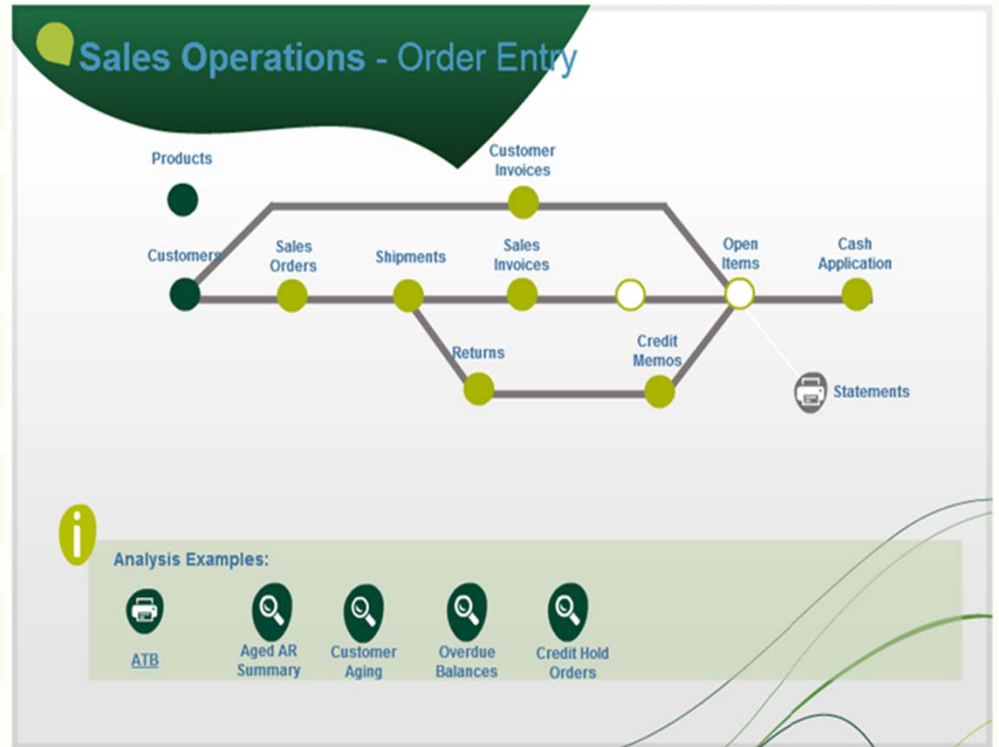 Sales Operations - Order Entry
Products
Customer
Invoices
Customers
Sales
Orders
Shipments
Sales
Invoices
Open
Items
Cash
Application
Returns
Credit
Memos
Statements
i
Analysis Examples:
ATB
Aged AR
Summary
Customer
Aging
Overdue
Balances
Credit Hold
Orders